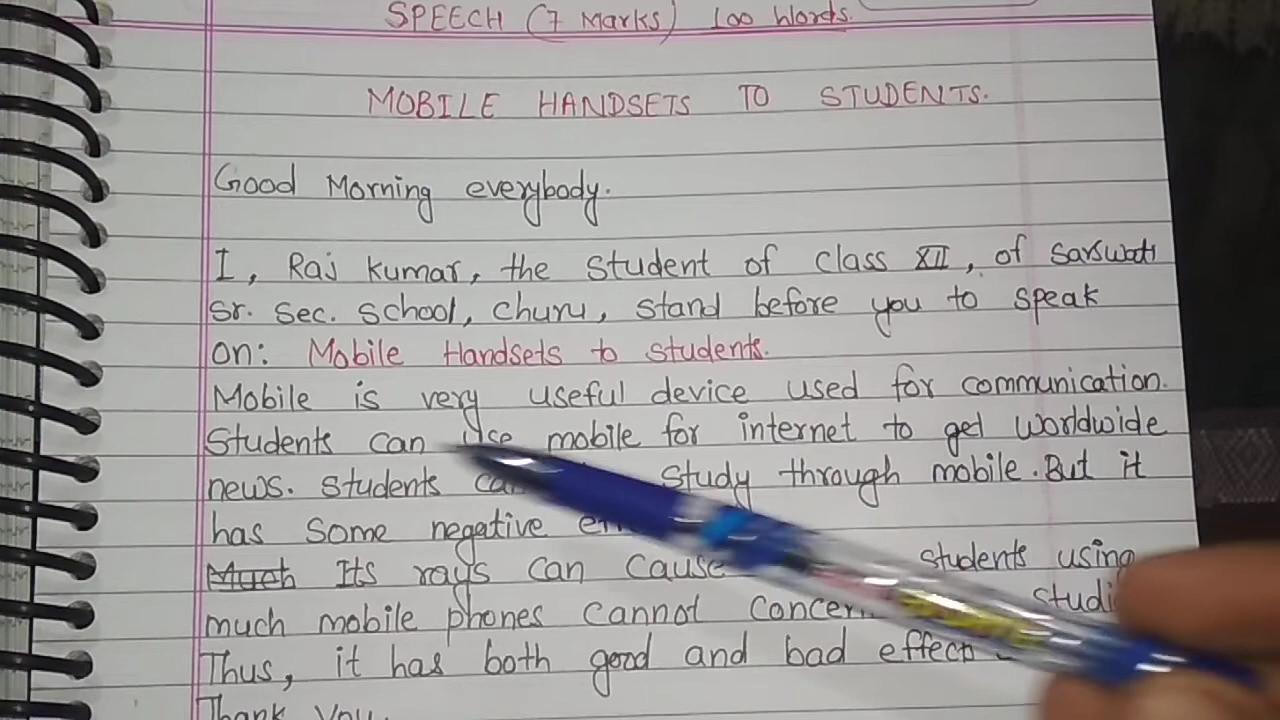 SPEECH (7 Marks) 100 Words.
MOBILE HANDSETS TO STUDENTS.
Good Morning everybody.
I, Raj Kumar, the student of class XII, of Sarswati
Sr. Sec. School, Churu, stand before you to speak
on: Mobile Handsets to students.
Mobile is very useful device used for communication.
Students can use mobile for internet to get worldwide
news. Students can study through mobile. But it
has some negative
Much Its rays can cause students using
much mobile phones cannot
Thus, it has both good and bad effects
Thank You.